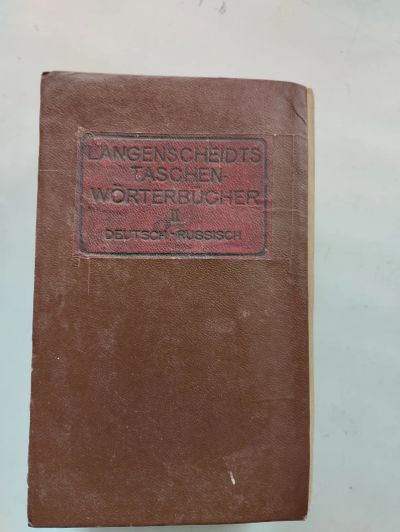 LANGENSCHEIDTS
TASCHEN-
WÖRTERBÜCHER
II
DEUTSCH-RUSSISCH